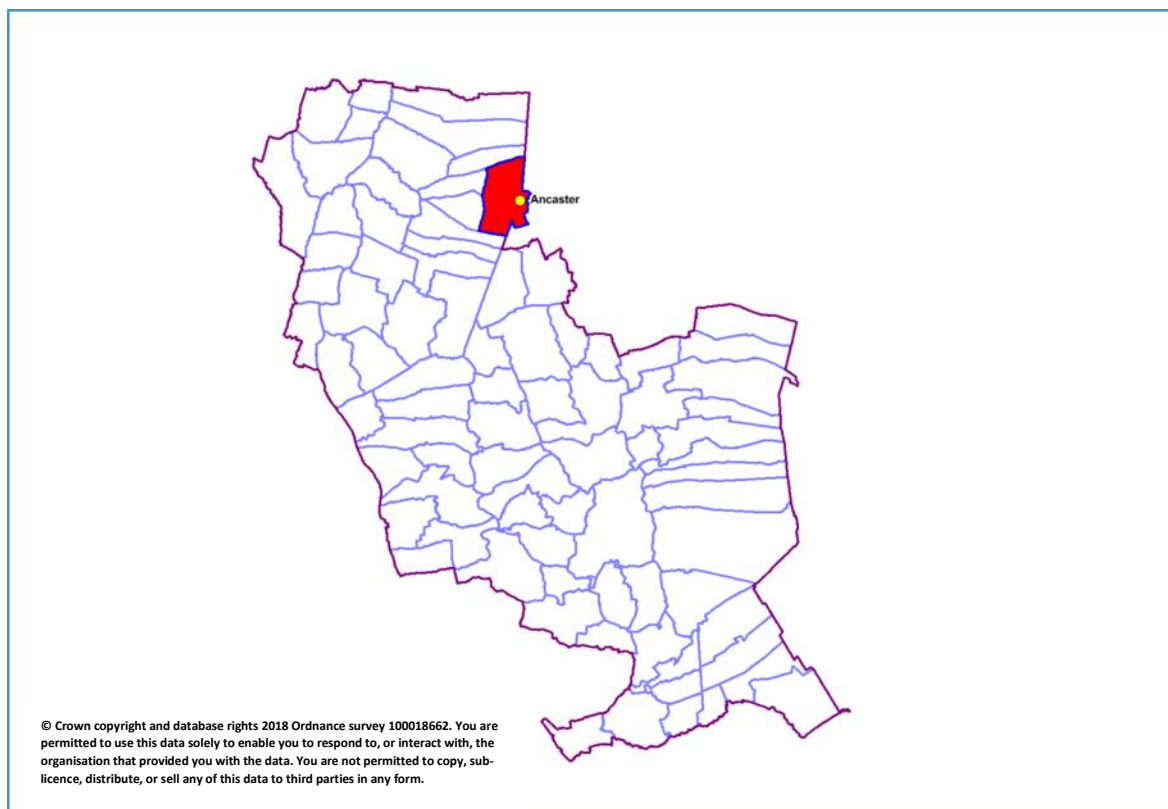 Ancaster
© Crown copyright and database rights 2018 Ordnance survey 100018662. You are
permitted to use this data solely to enable you to respond to, or interact with, the
organisation that provided you with the data. You are not permitted to copy, sub-
licence, distribute, or sell any of this data to third parties in any form.